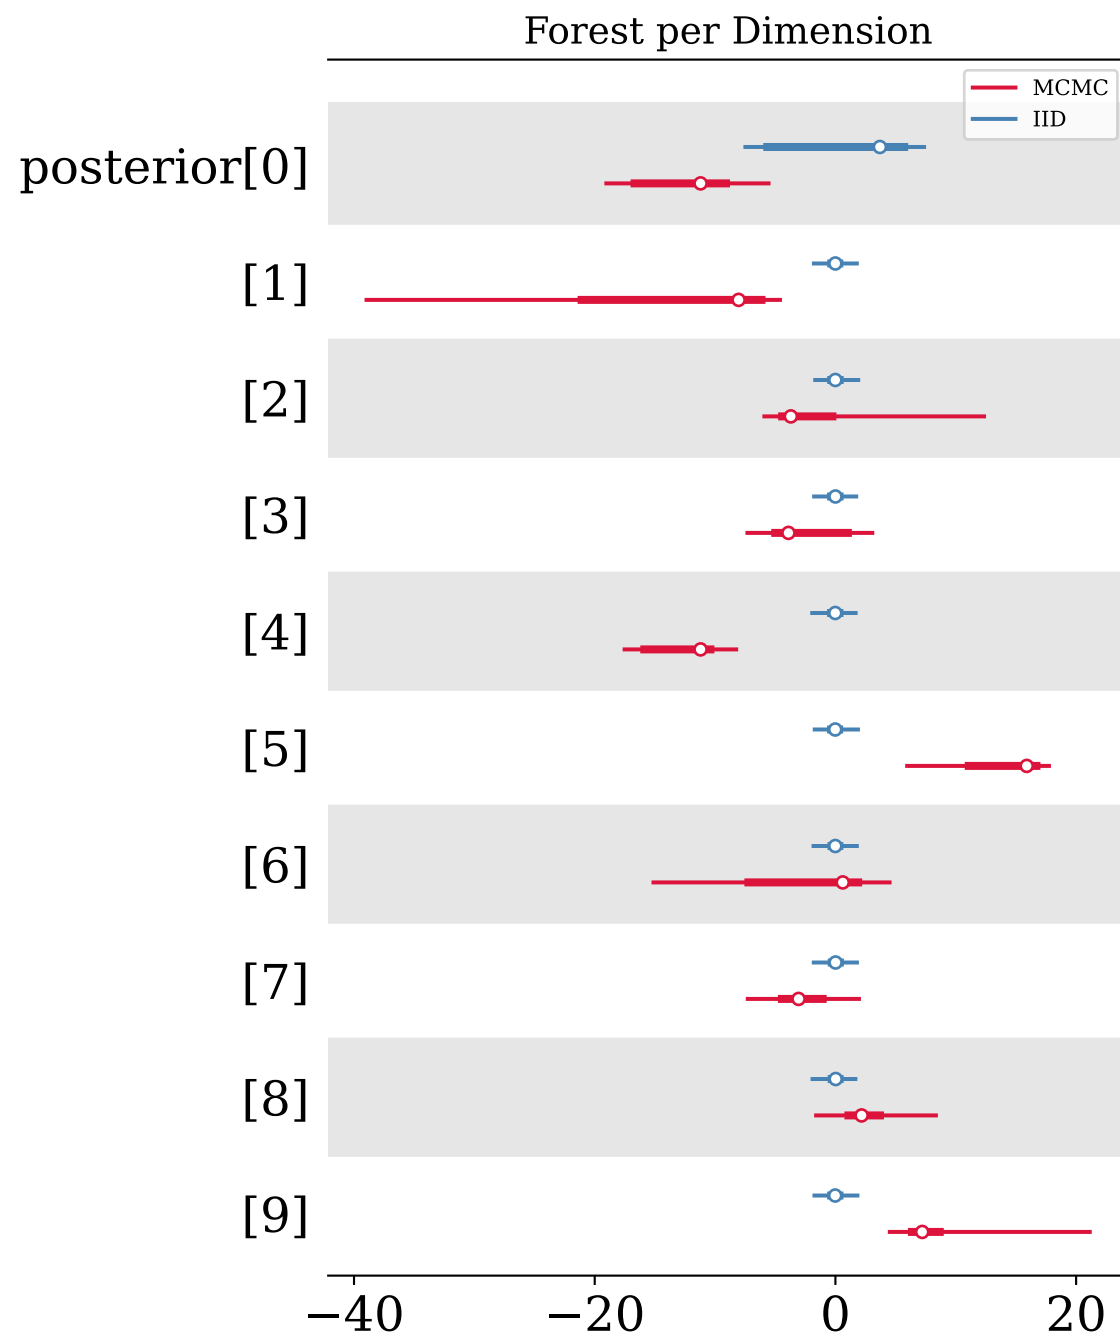 Forest per Dimension
MCMC
IID
posterior[0]
[1]
[2]
[3]
[4]
[5]
[6]
[7]
[8]
[9]
−40 −20 0 20